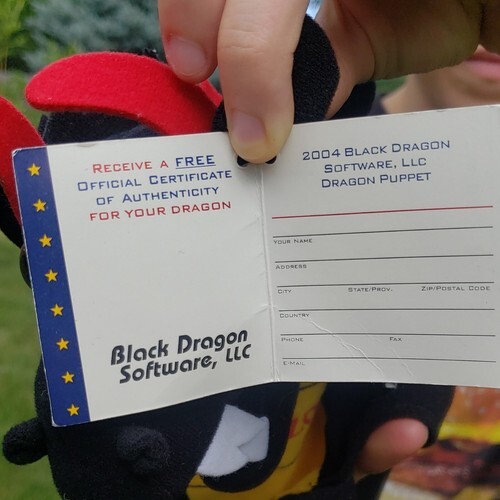 RECEIVE A FREE
OFFICIAL CERTIFICATE
OF AUTHENTICITY
FOR YOUR DRAGON
Black Dragon
Software, LLC
2004 BLACK DRAGON
SOFTWARE, LLC
DRAGON PUPPET
YOUR NAME
ADDRESS
CITY STATE/PROV. ZIP/POSTAL CODE
COUNTRY
PHONE FAX
E-MAIL